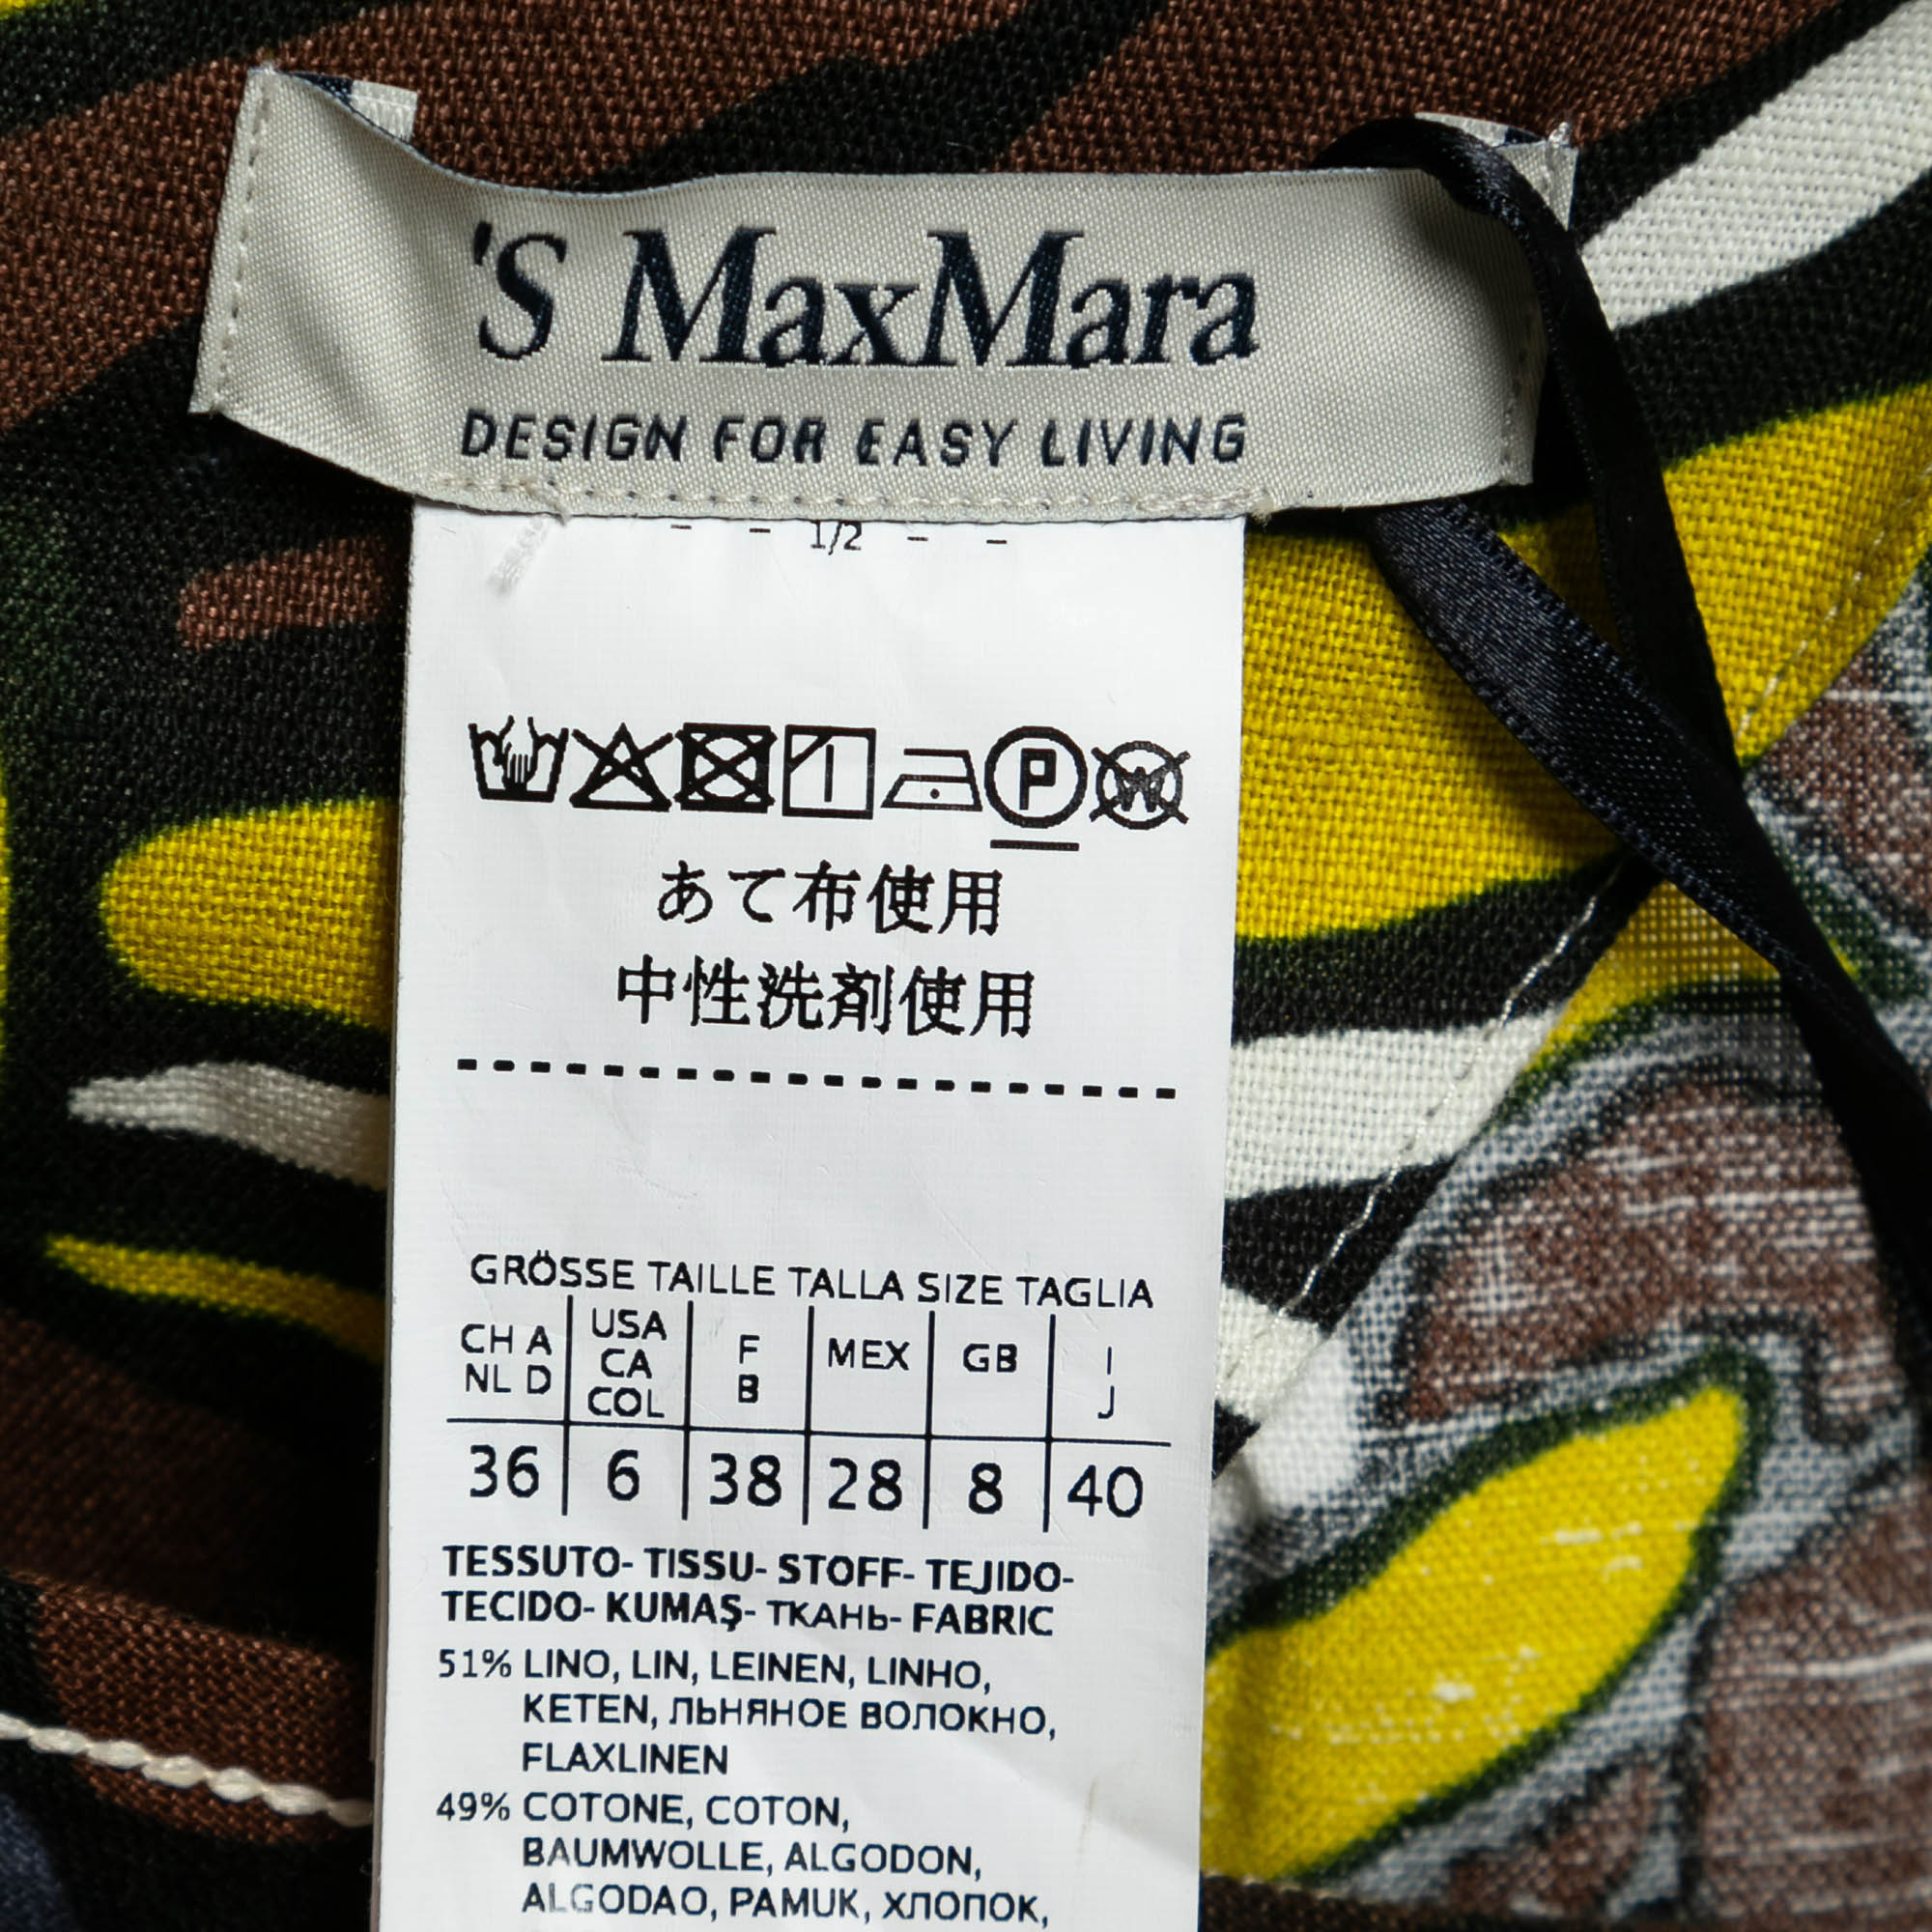 'S MaxMara
DESIGN FOR EASY LIVING
- - 1/2 - -
P W
あて布使用
中性洗剤使用
GRÖSSE TAILLE TALLA SIZE TAGLIA
CH A USA F MEX GB I
NL D CA B J
COL
36 6 38 28 8 40
TESSUTO- TISSU- STOFF- TEJIDO-
TECIDO- KUMAŞ- ТКАНЬ- FABRIC
51% LINO, LIN, LEINEN, LINHO,
KETEN, ЛЬНЯНОЕ ВОЛОКНО,
FLAXLINEN
49% COTONE, COTON,
BAUMWOLLE, ALGODON,
ALGODAO, PAMUK, ХЛОПОК,